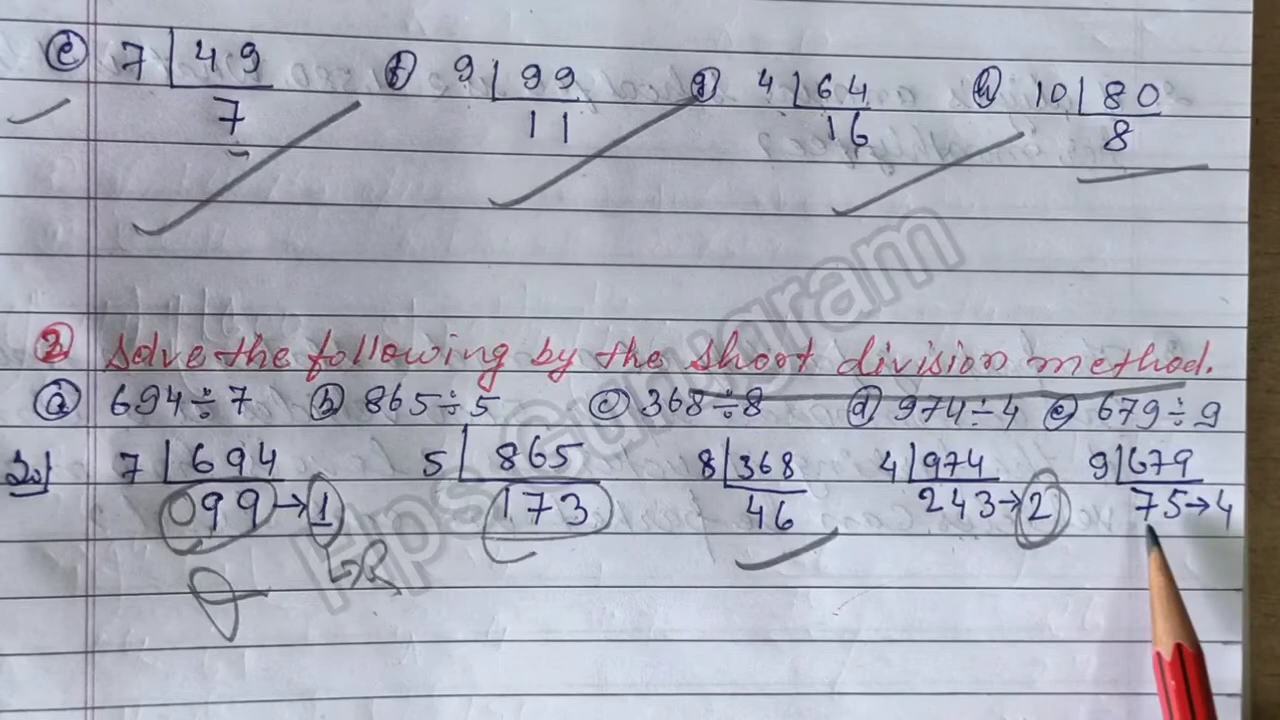 ⓔ 7 | 49 ⓕ 9 | 99 ⓖ 4 | 64 ⓗ 10 | 80
7 11 16 8
② Solve the following by the short division method.
ⓐ 694÷7 ⓑ 865÷5 ⓒ 368÷8 ⓓ 974÷4 ⓔ 679÷9
7 | 694 5 | 865 8 | 368 4 | 974 9 | 679
099→1 173 46 243→2 75→4
Q →R
Fps Gurugram